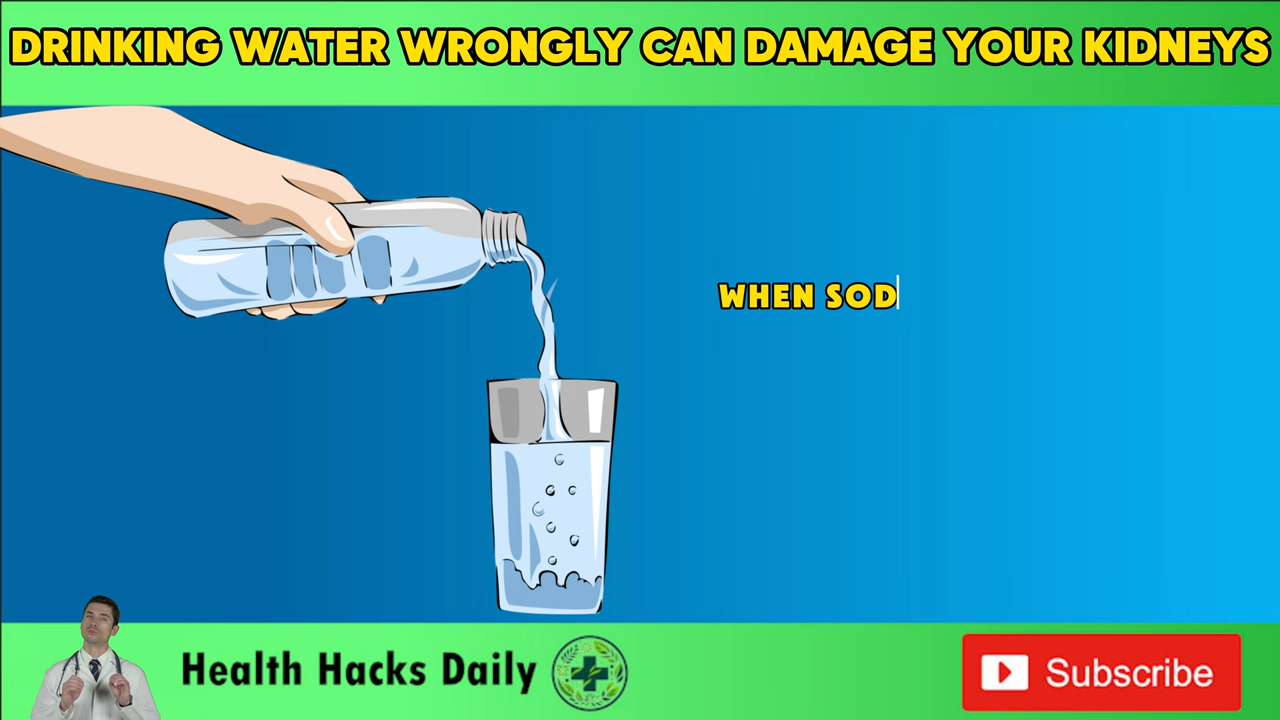 DRINKING WATER WRONGLY CAN DAMAGE YOUR KIDNEYS
WHEN SOD
Health Hacks Daily
Subscribe